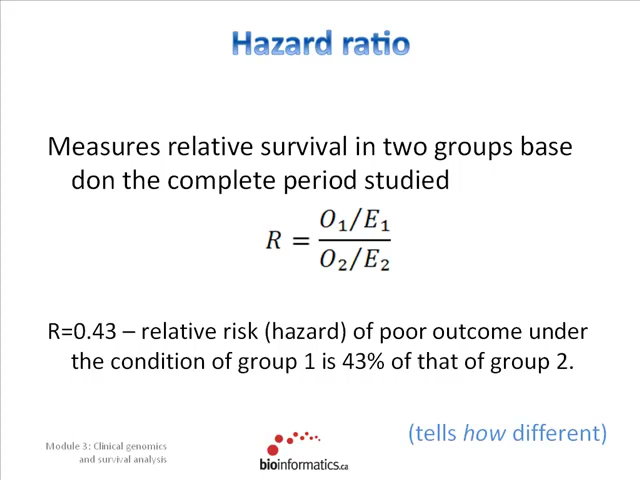 Hazard ratio
Measures relative survival in two groups base
don the complete period studied
R = O₁/E₁
O₂/E₂
R=0.43 – relative risk (hazard) of poor outcome under
the condition of group 1 is 43% of that of group 2.
(tells how different)
Module 3: Clinical genomics
and survival analysis
bioinformatics.ca